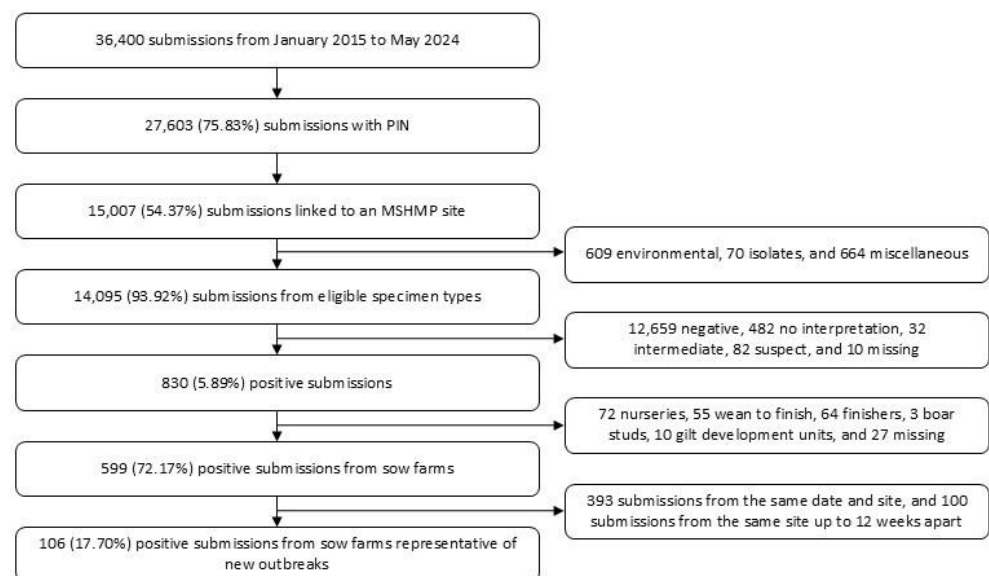 36,400 submissions from January 2015 to May 2024
27,603 (75.83%) submissions with PIN
15,007 (54.37%) submissions linked to an MSHMP site
609 environmental, 70 isolates, and 664 miscellaneous
14,095 (93.92%) submissions from eligible specimen types
12,659 negative, 482 no interpretation, 32
intermediate, 82 suspect, and 10 missing
830 (5.89%) positive submissions
72 nurseries, 55 wean to finish, 64 finishers, 3 boar
studs, 10 gilt development units, and 27 missing
599 (72.17%) positive submissions from sow farms
393 submissions from the same date and site, and 100
submissions from the same site up to 12 weeks apart
106 (17.70%) positive submissions from sow farms representative of
new outbreaks